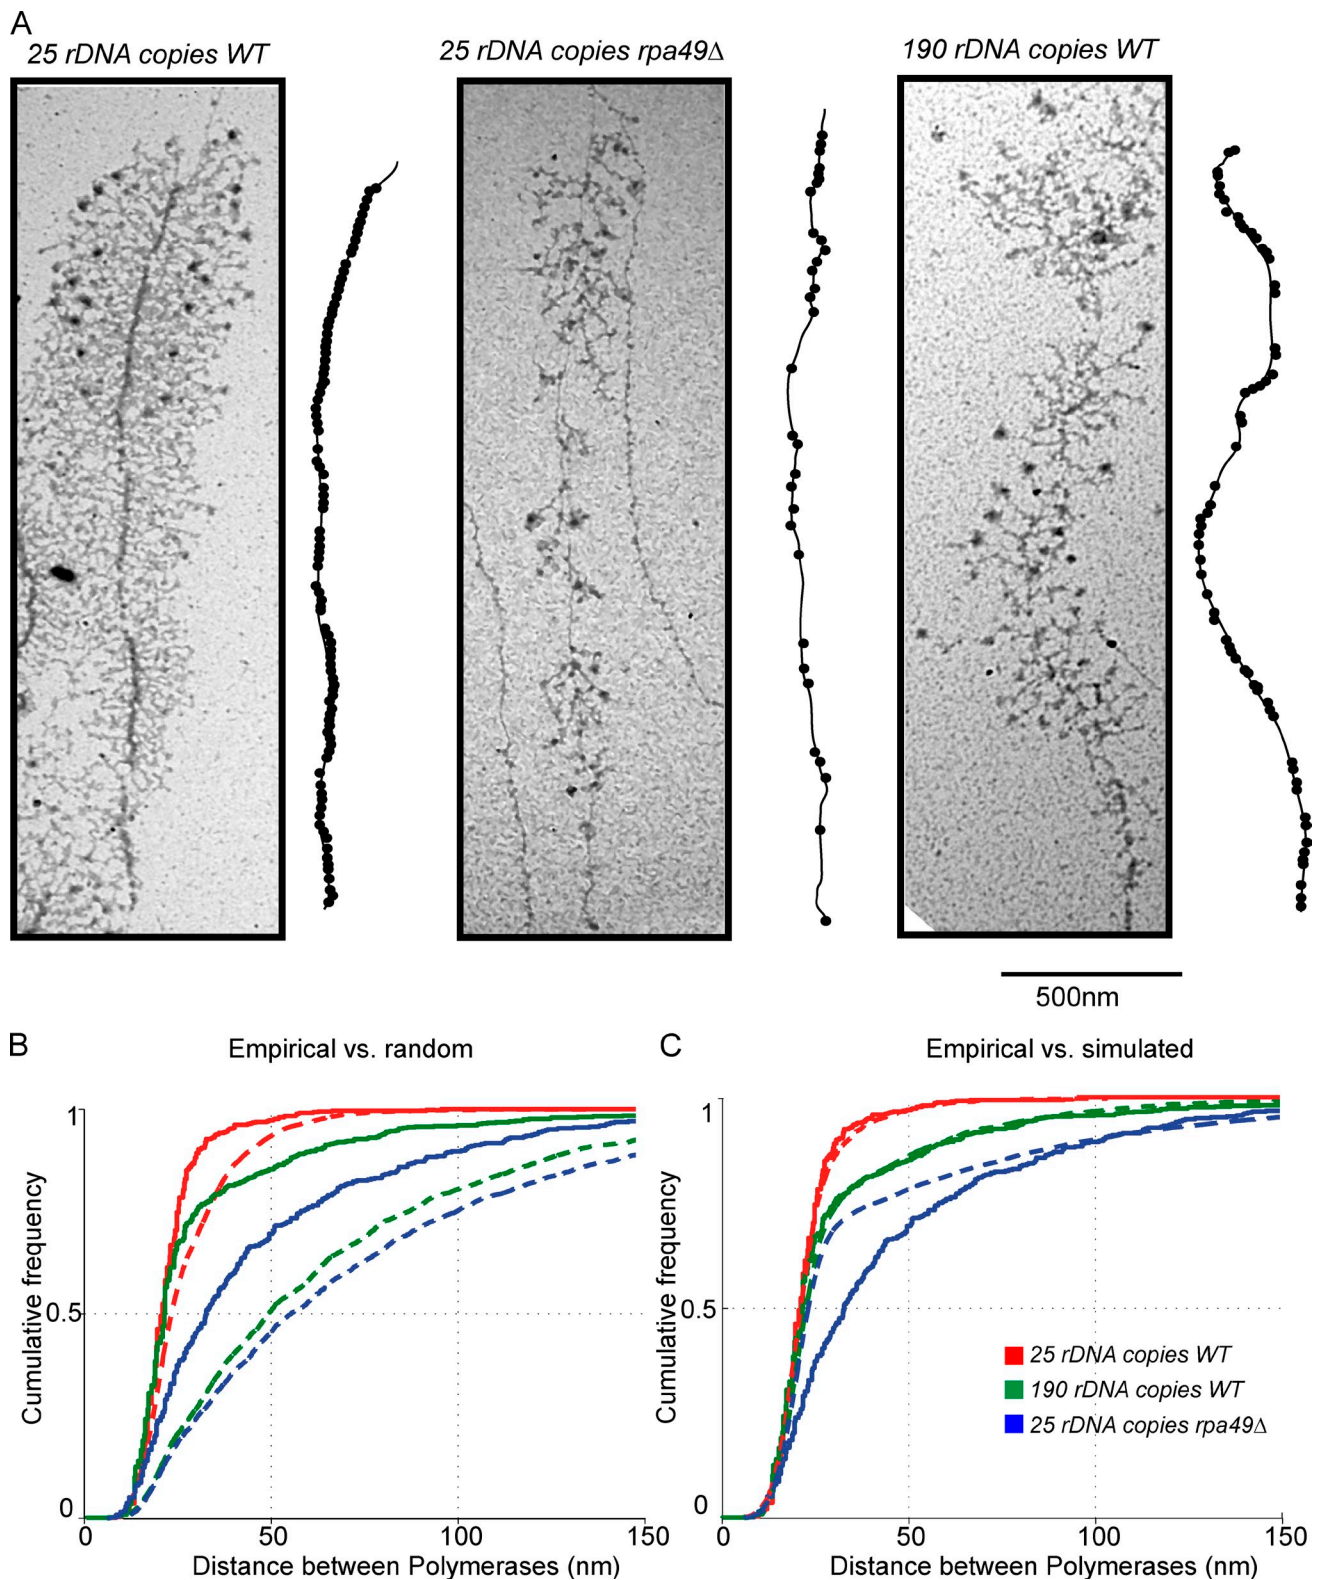 A
25 rDNA copies WT
25 rDNA copies rpa49Δ
190 rDNA copies WT
500nm
B
Empirical vs. random
1
0.5
0
Cumulative frequency
0
50
100
150
Distance between Polymerases (nm)
C
Empirical vs. simulated
1
0.5
0
Cumulative frequency
25 rDNA copies WT
190 rDNA copies WT
25 rDNA copies rpa49Δ
0
50
100
150
Distance between Polymerases (nm)